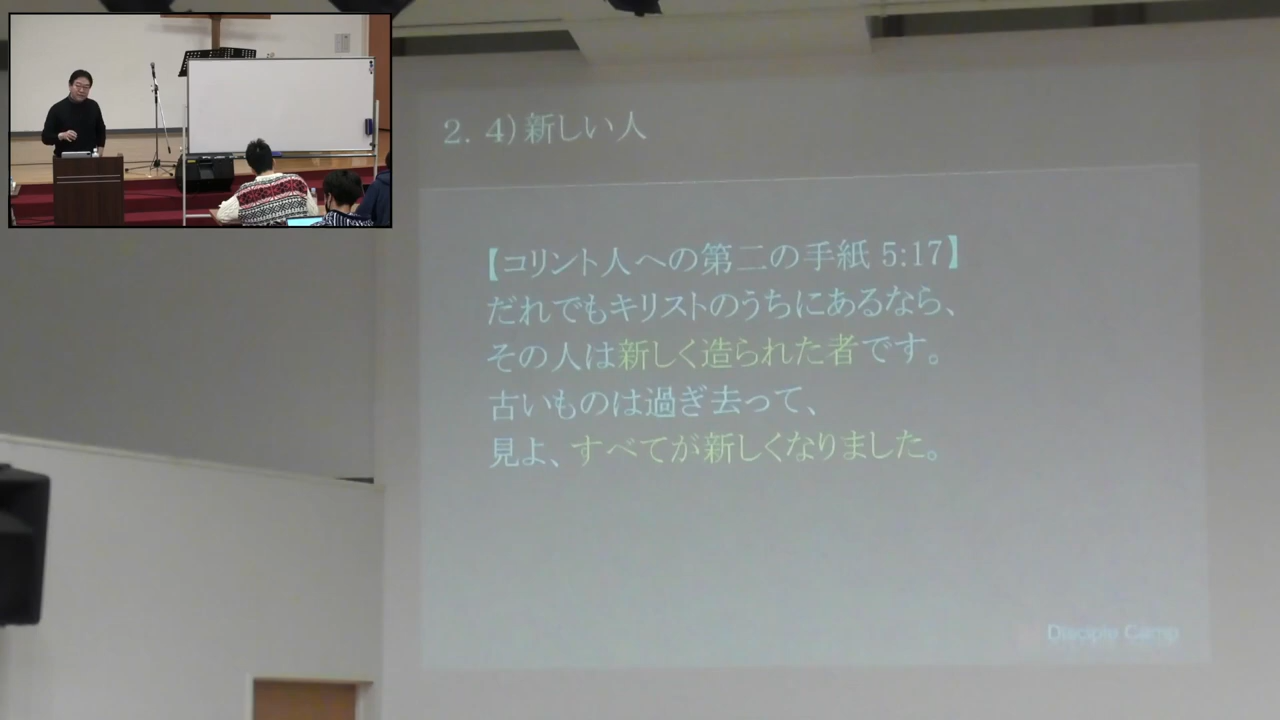 2. 4) 新しい人
【コリント人への第二の手紙 5:17】
だれでもキリストのうちにあるなら、
その人は新しく造られた者です。
古いものは過ぎ去って、
見よ、すべてが新しくなりました。
Disciple Camp